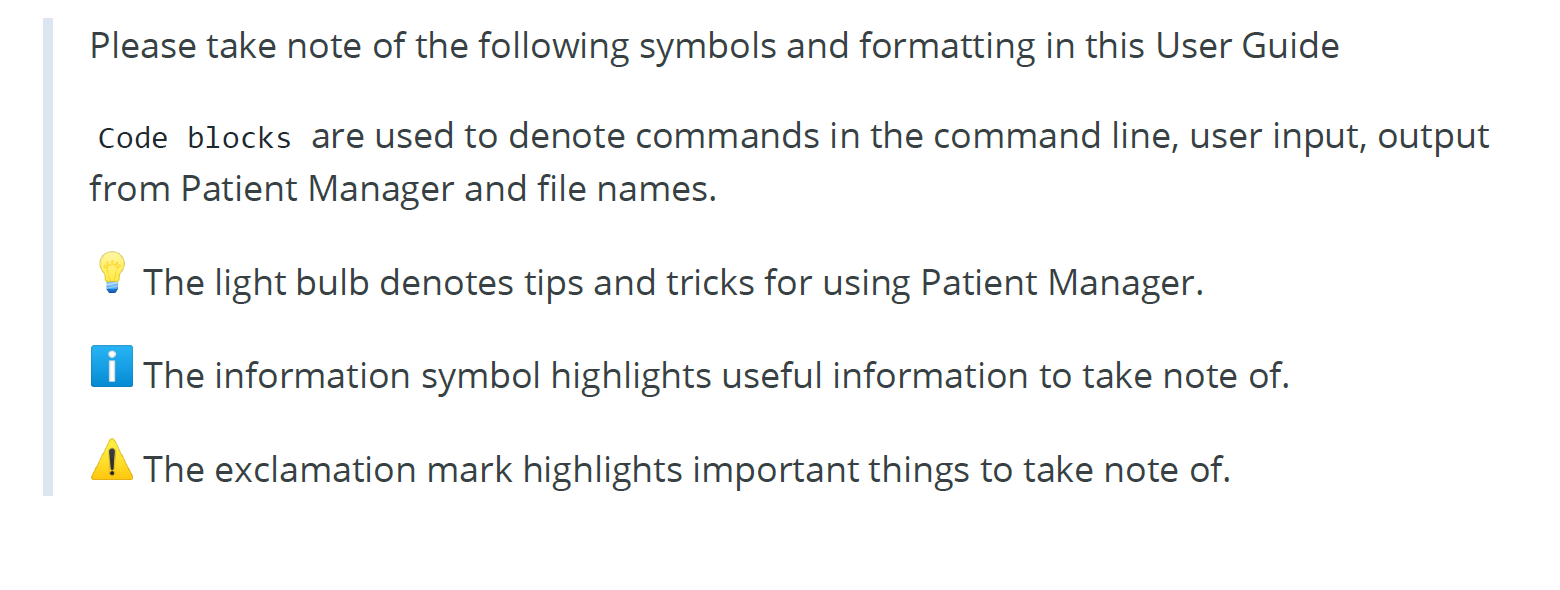 Please take note of the following symbols and formatting in this User Guide
Code blocks are used to denote commands in the command line, user input, output
from Patient Manager and file names.
The light bulb denotes tips and tricks for using Patient Manager.
i The information symbol highlights useful information to take note of.
! The exclamation mark highlights important things to take note of.